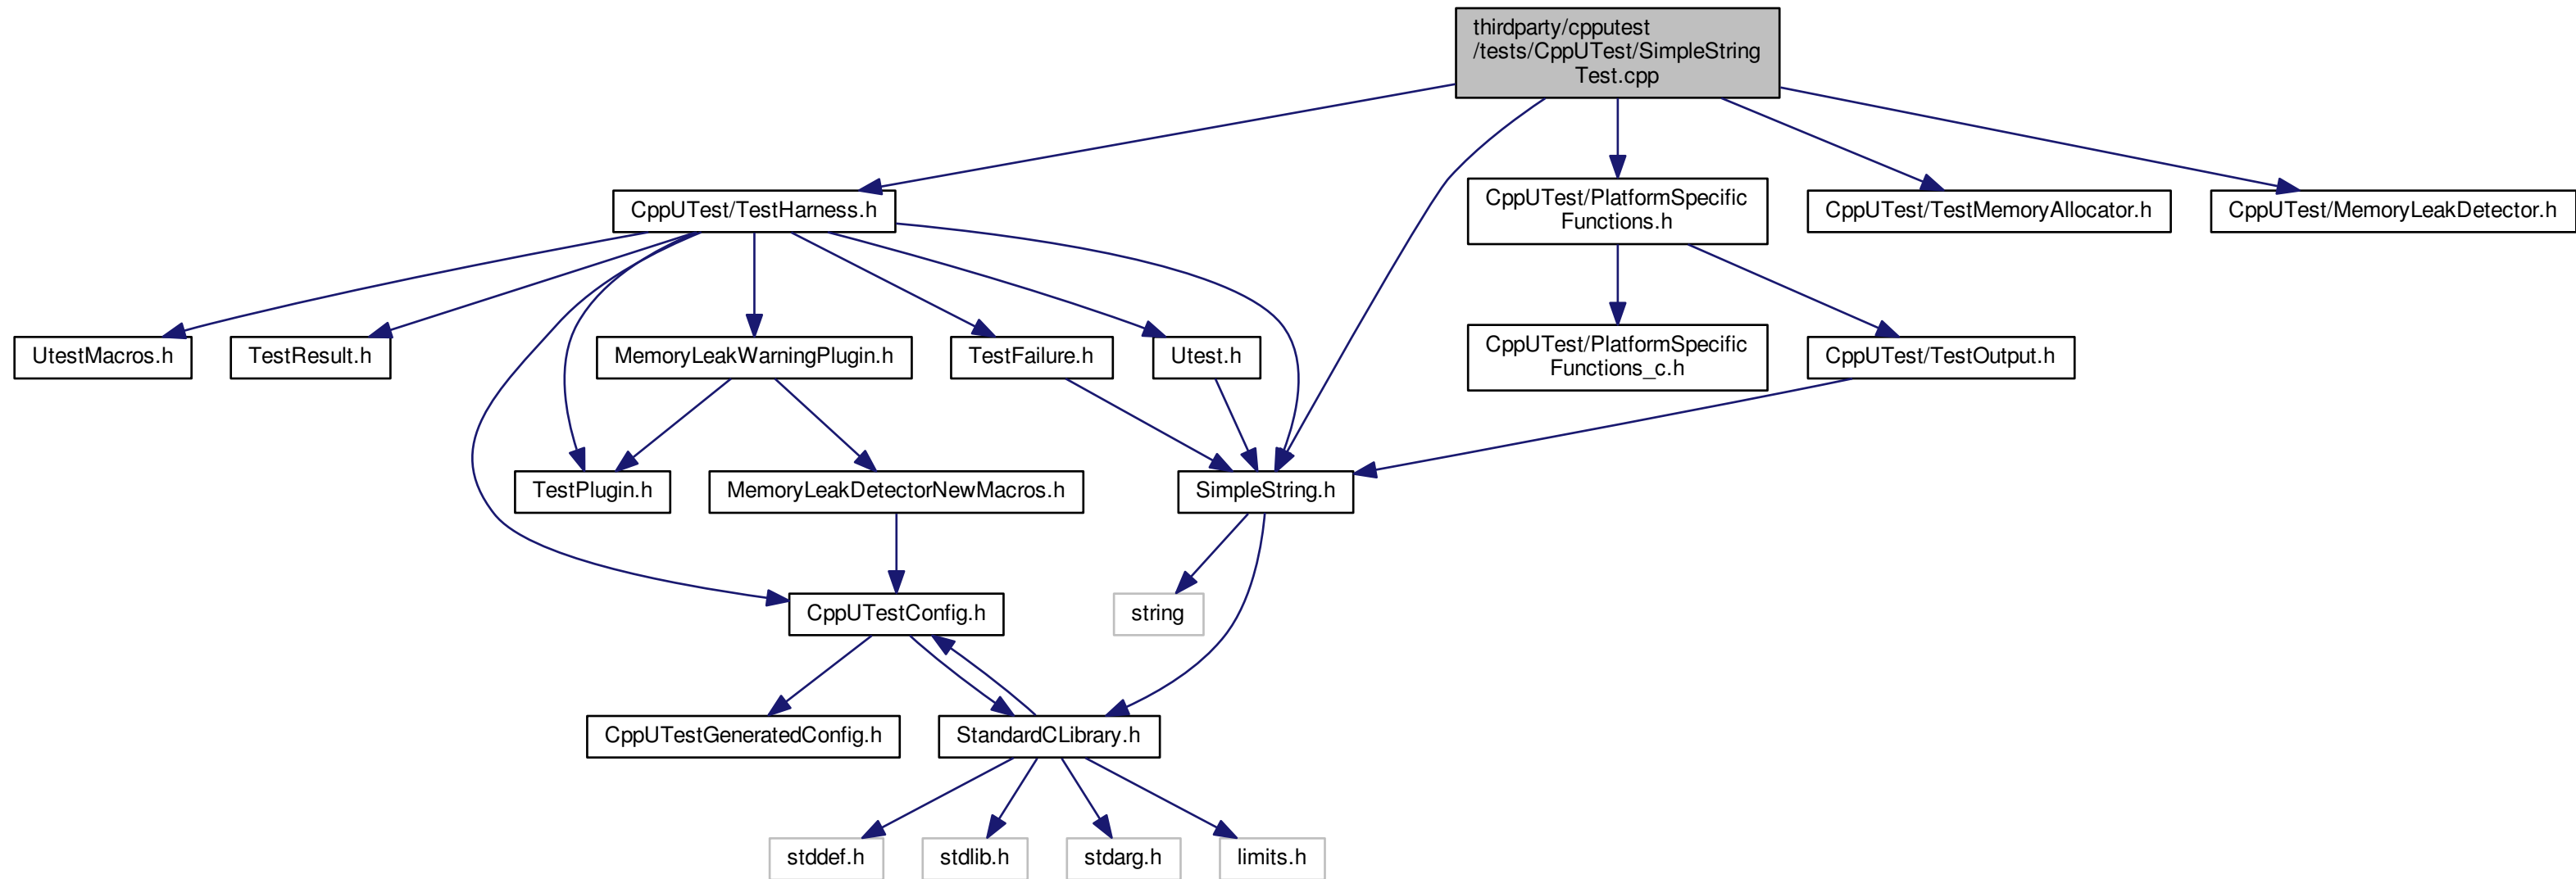 thirdparty/cpputest
/tests/CppUTest/SimpleString
Test.cpp
CppUTest/TestHarness.h
CppUTest/PlatformSpecific
Functions.h
CppUTest/TestMemoryAllocator.h
CppUTest/MemoryLeakDetector.h
UtestMacros.h
TestResult.h
MemoryLeakWarningPlugin.h
TestFailure.h
Utest.h
CppUTest/PlatformSpecific
Functions_c.h
CppUTest/TestOutput.h
TestPlugin.h
MemoryLeakDetectorNewMacros.h
SimpleString.h
CppUTestConfig.h
string
CppUTestGeneratedConfig.h
StandardCLibrary.h
stddef.h
stdlib.h
stdarg.h
limits.h